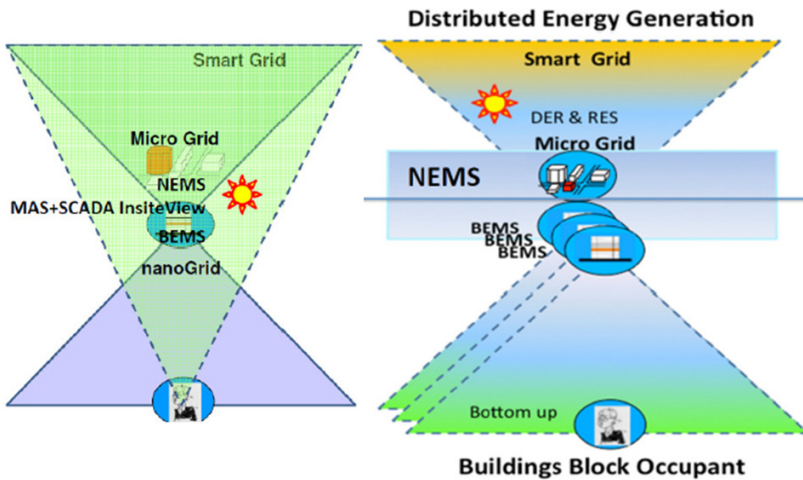 Smart Grid
Micro Grid
NEMS
MAS+SCADA InsiteView
BEMS
nanoGrid
Distributed Energy Generation
Smart Grid
DER & RES
Micro Grid
NEMS
BEMS
BEMS
BEMS
Bottom up
Buildings Block Occupant